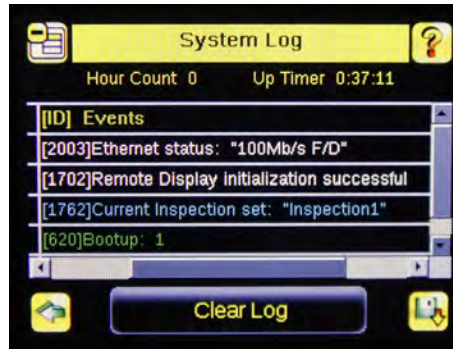 System Log
?
Hour Count 0 Up Timer 0:37:11
[ID] Events
[2003]Ethernet status: "100Mb/s F/D"
[1702]Remote Display initialization successful
[1762]Current Inspection set: "Inspection1"
[620]Bootup: 1
Clear Log